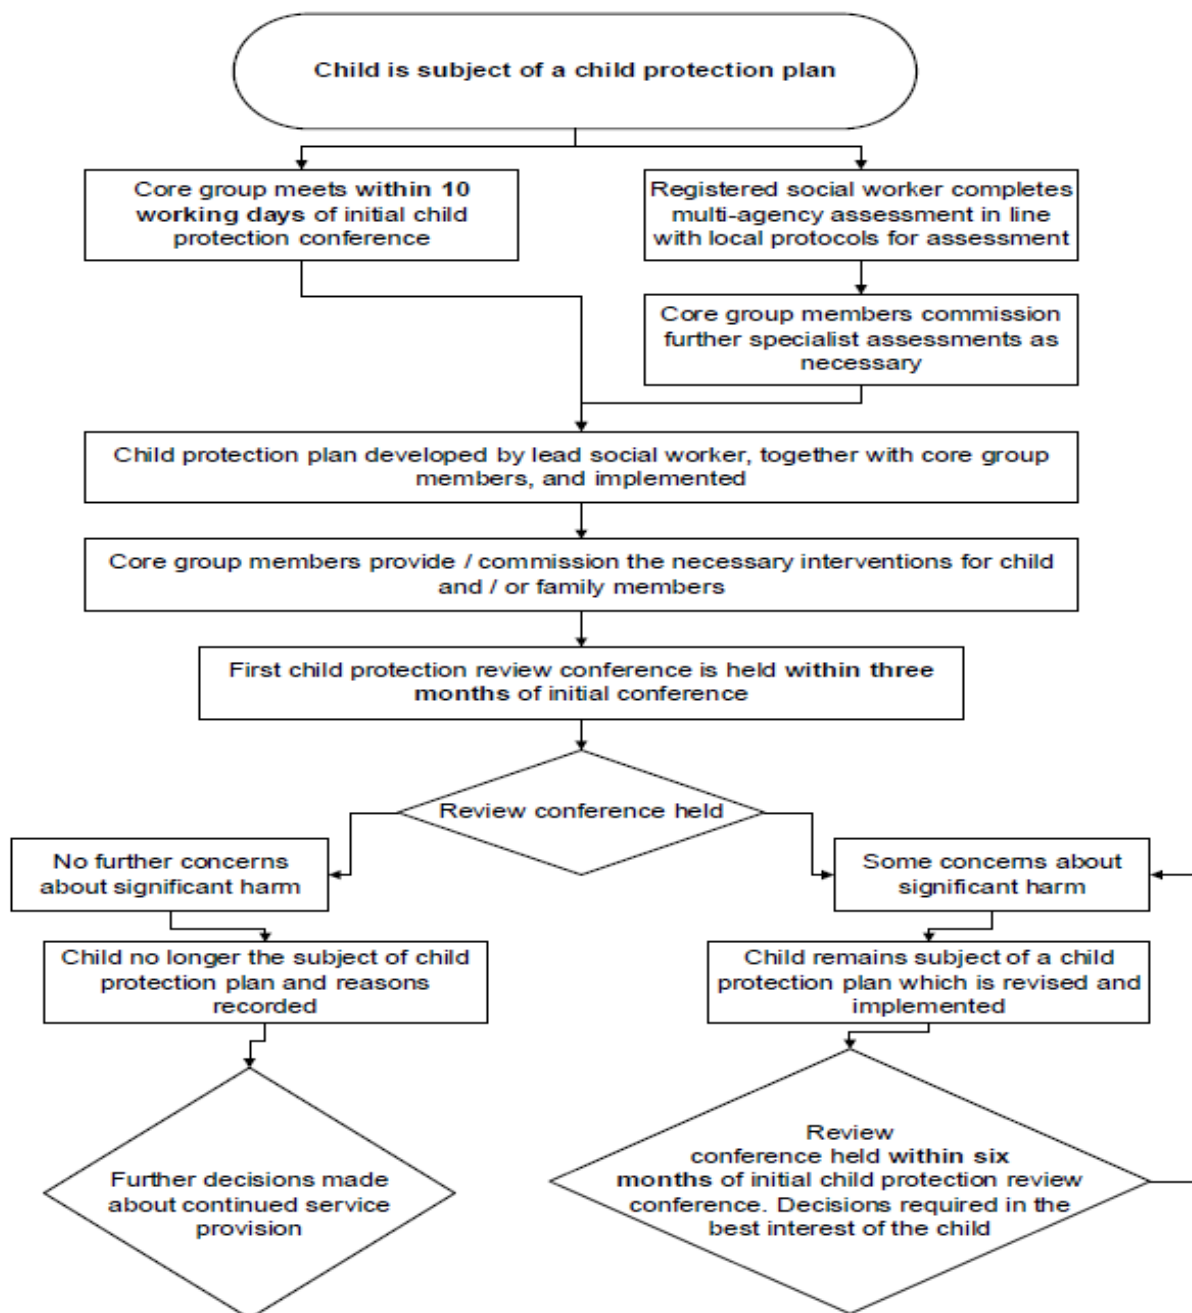 Child is subject of a child protection plan
Core group meets within 10
working days of initial child
protection conference
Registered social worker completes
multi-agency assessment in line
with local protocols for assessment
Core group members commission
further specialist assessments as
necessary
Child protection plan developed by lead social worker, together with core group
members, and implemented
Core group members provide / commission the necessary interventions for child
and / or family members
First child protection review conference is held within three
months of initial conference
Review conference held
No further concerns
about significant harm
Some concerns about
significant harm
Child no longer the subject of child
protection plan and reasons
recorded
Child remains subject of a child
protection plan which is revised and
implemented
Further decisions made
about continued service
provision
Review
conference held within six
months of initial child protection review
conference. Decisions required in the
best interest of the child